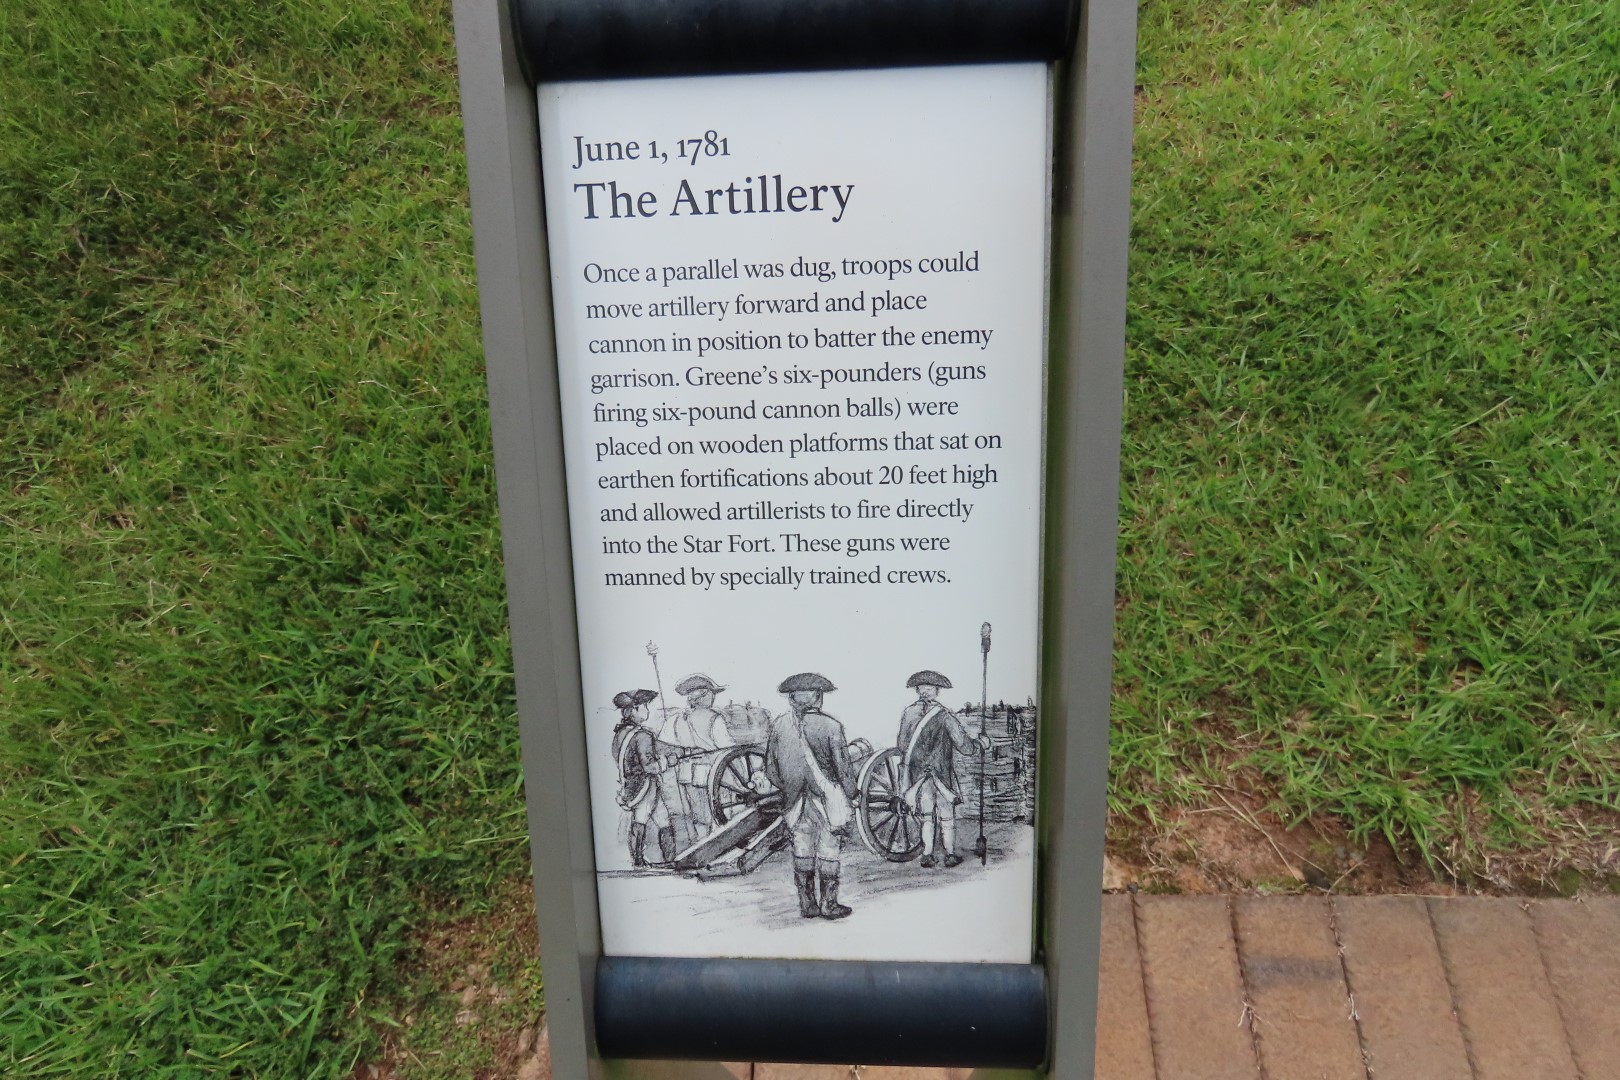 June 1, 1781
The Artillery
Once a parallel was dug, troops could
move artillery forward and place
cannon in position to batter the enemy
garrison. Greene’s six-pounders (guns
firing six-pound cannon balls) were
placed on wooden platforms that sat on
earthen fortifications about 20 feet high
and allowed artillerists to fire directly
into the Star Fort. These guns were
manned by specially trained crews.